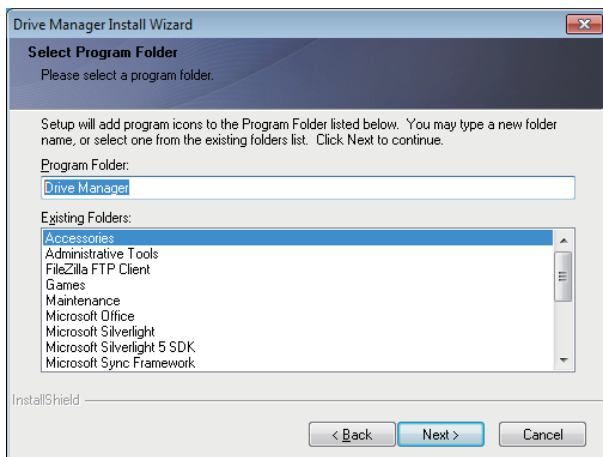 Drive Manager Install Wizard
Select Program Folder
Please select a program folder.
Setup will add program icons to the Program Folder listed below. You may type a new folder
name, or select one from the existing folders list. Click Next to continue.
Program Folder:
Drive Manager
Existing Folders:
Accessories
Administrative Tools
FileZilla FTP Client
Games
Maintenance
Microsoft Office
Microsoft Silverlight
Microsoft Silverlight 5 SDK
Microsoft Sync Framework
InstallShield
< Back Next > Cancel